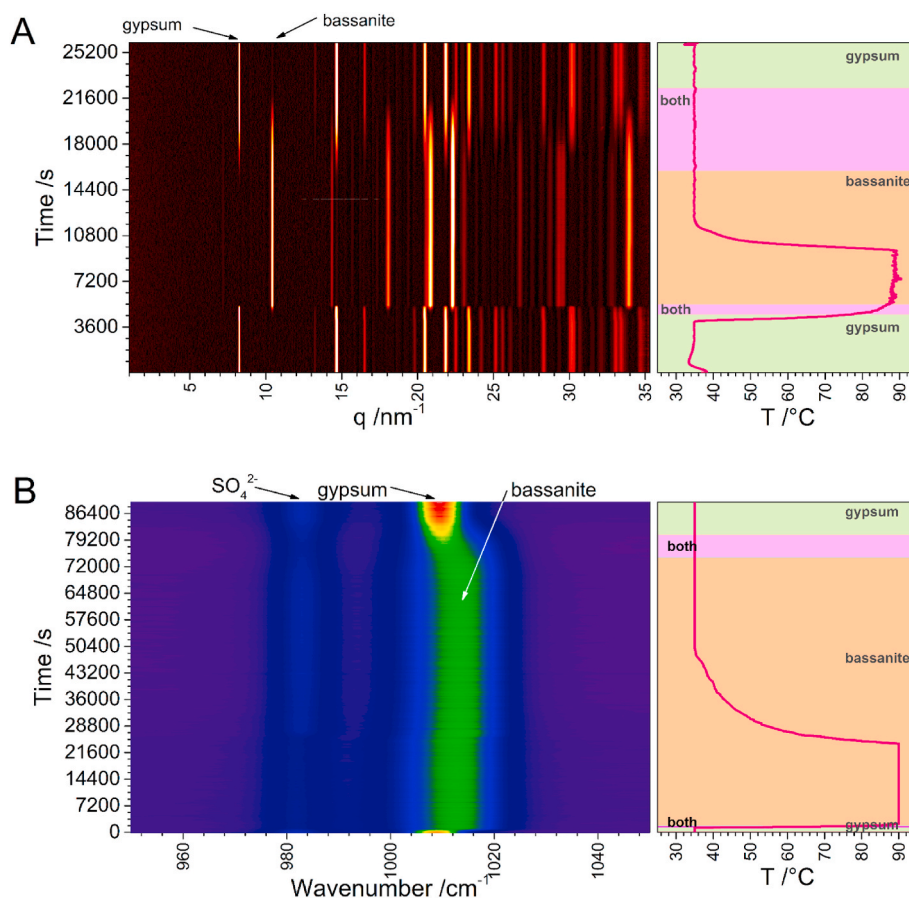 A
gypsum
bassanite
Time /s
25200
21600
18000
14400
10800
7200
3600
5
10
15
20
25
30
35
q /nm⁻¹
gypsum
both
bassanite
both
gypsum
30
40
50
60
70
80
90
T /°C
B
SO₄²⁻
gypsum
bassanite
Time /s
86400
79200
72000
64800
57600
50400
43200
36000
28800
21600
14400
7200
0
960
980
1000
1020
1040
Wavenumber /cm⁻¹
gypsum
both
bassanite
both
gypsum
30
40
50
60
70
80
90
T /°C